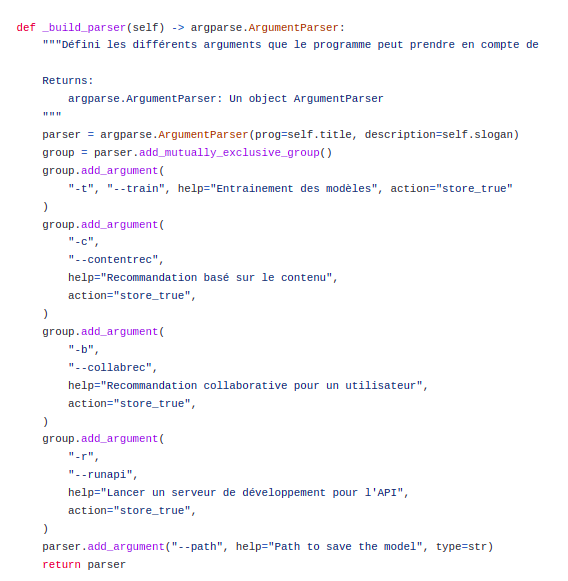 def _build_parser(self) -> argparse.ArgumentParser:
    """Défini les différents arguments que le programme peut prendre en compte de

    Returns:
        argparse.ArgumentParser: Un object ArgumentParser
    """
    parser = argparse.ArgumentParser(prog=self.title, description=self.slogan)
    group = parser.add_mutually_exclusive_group()
    group.add_argument(
        "-t", "--train", help="Entrainement des modèles", action="store_true"
    )
    group.add_argument(
        "-c",
        "--contentrec",
        help="Recommandation basé sur le contenu",
        action="store_true",
    )
    group.add_argument(
        "-b",
        "--collabrec",
        help="Recommandation collaborative pour un utilisateur",
        action="store_true",
    )
    group.add_argument(
        "-r",
        "--runapi",
        help="Lancer un serveur de développement pour l'API",
        action="store_true",
    )
    parser.add_argument("--path", help="Path to save the model", type=str)
    return parser